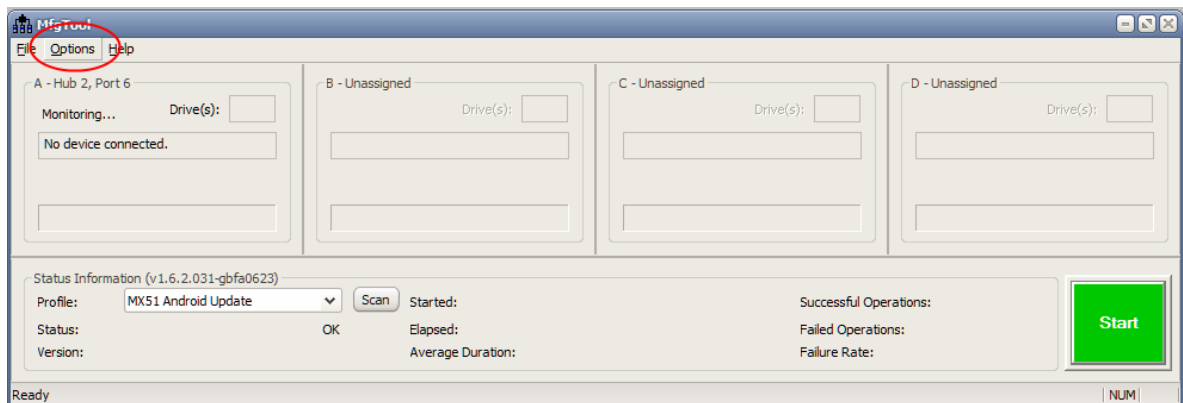 MfgTool
File Options Help
A - Hub 2, Port 6
Monitoring... Drive(s):
No device connected.
B - Unassigned
Drive(s):
C - Unassigned
Drive(s):
D - Unassigned
Drive(s):
Status Information (v1.6.2.031-gbfa0623)
Profile: MX51 Android Update Scan Started: Successful Operations:
Status: OK Elapsed: Failed Operations:
Version: Average Duration: Failure Rate:
Start
Ready NUM